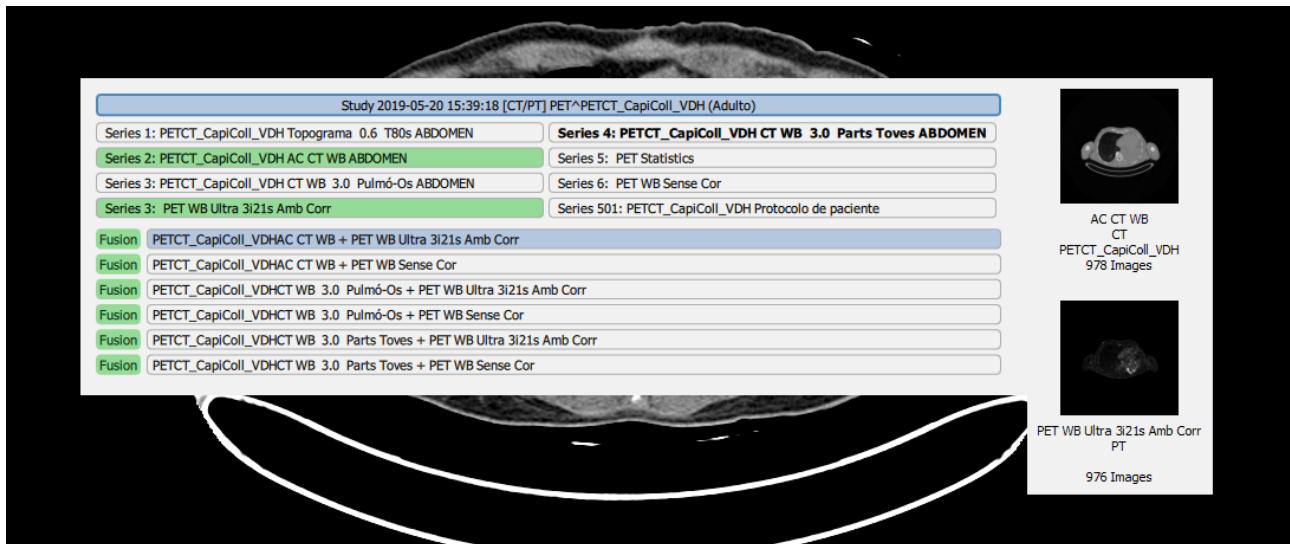 Study 2019-05-20 15:39:18 [CT/PT] PET^PETCT_CapiColl_VDH (Adulto)
Series 1: PETCT_CapiColl_VDH Topograma 0.6 T80s ABDOMEN
Series 4: PETCT_CapiColl_VDH CT WB 3.0 Parts Toves ABDOMEN
Series 2: PETCT_CapiColl_VDH AC CT WB ABDOMEN
Series 5: PET Statistics
Series 3: PETCT_CapiColl_VDH CT WB 3.0 Pulmó-Os ABDOMEN
Series 6: PET WB Sense Cor
Series 3: PET WB Ultra 3i21s Amb Corr
Series 501: PETCT_CapiColl_VDH Protocolo de paciente
Fusion PETCT_CapiColl_VDHAC CT WB + PET WB Ultra 3i21s Amb Corr
Fusion PETCT_CapiColl_VDHAC CT WB + PET WB Sense Cor
Fusion PETCT_CapiColl_VDHCT WB 3.0 Pulmó-Os + PET WB Ultra 3i21s Amb Corr
Fusion PETCT_CapiColl_VDHCT WB 3.0 Pulmó-Os + PET WB Sense Cor
Fusion PETCT_CapiColl_VDHCT WB 3.0 Parts Toves + PET WB Ultra 3i21s Amb Corr
Fusion PETCT_CapiColl_VDHCT WB 3.0 Parts Toves + PET WB Sense Cor
AC CT WB
CT
PETCT_CapiColl_VDH
978 Images
PET WB Ultra 3i21s Amb Corr
PT
976 Images